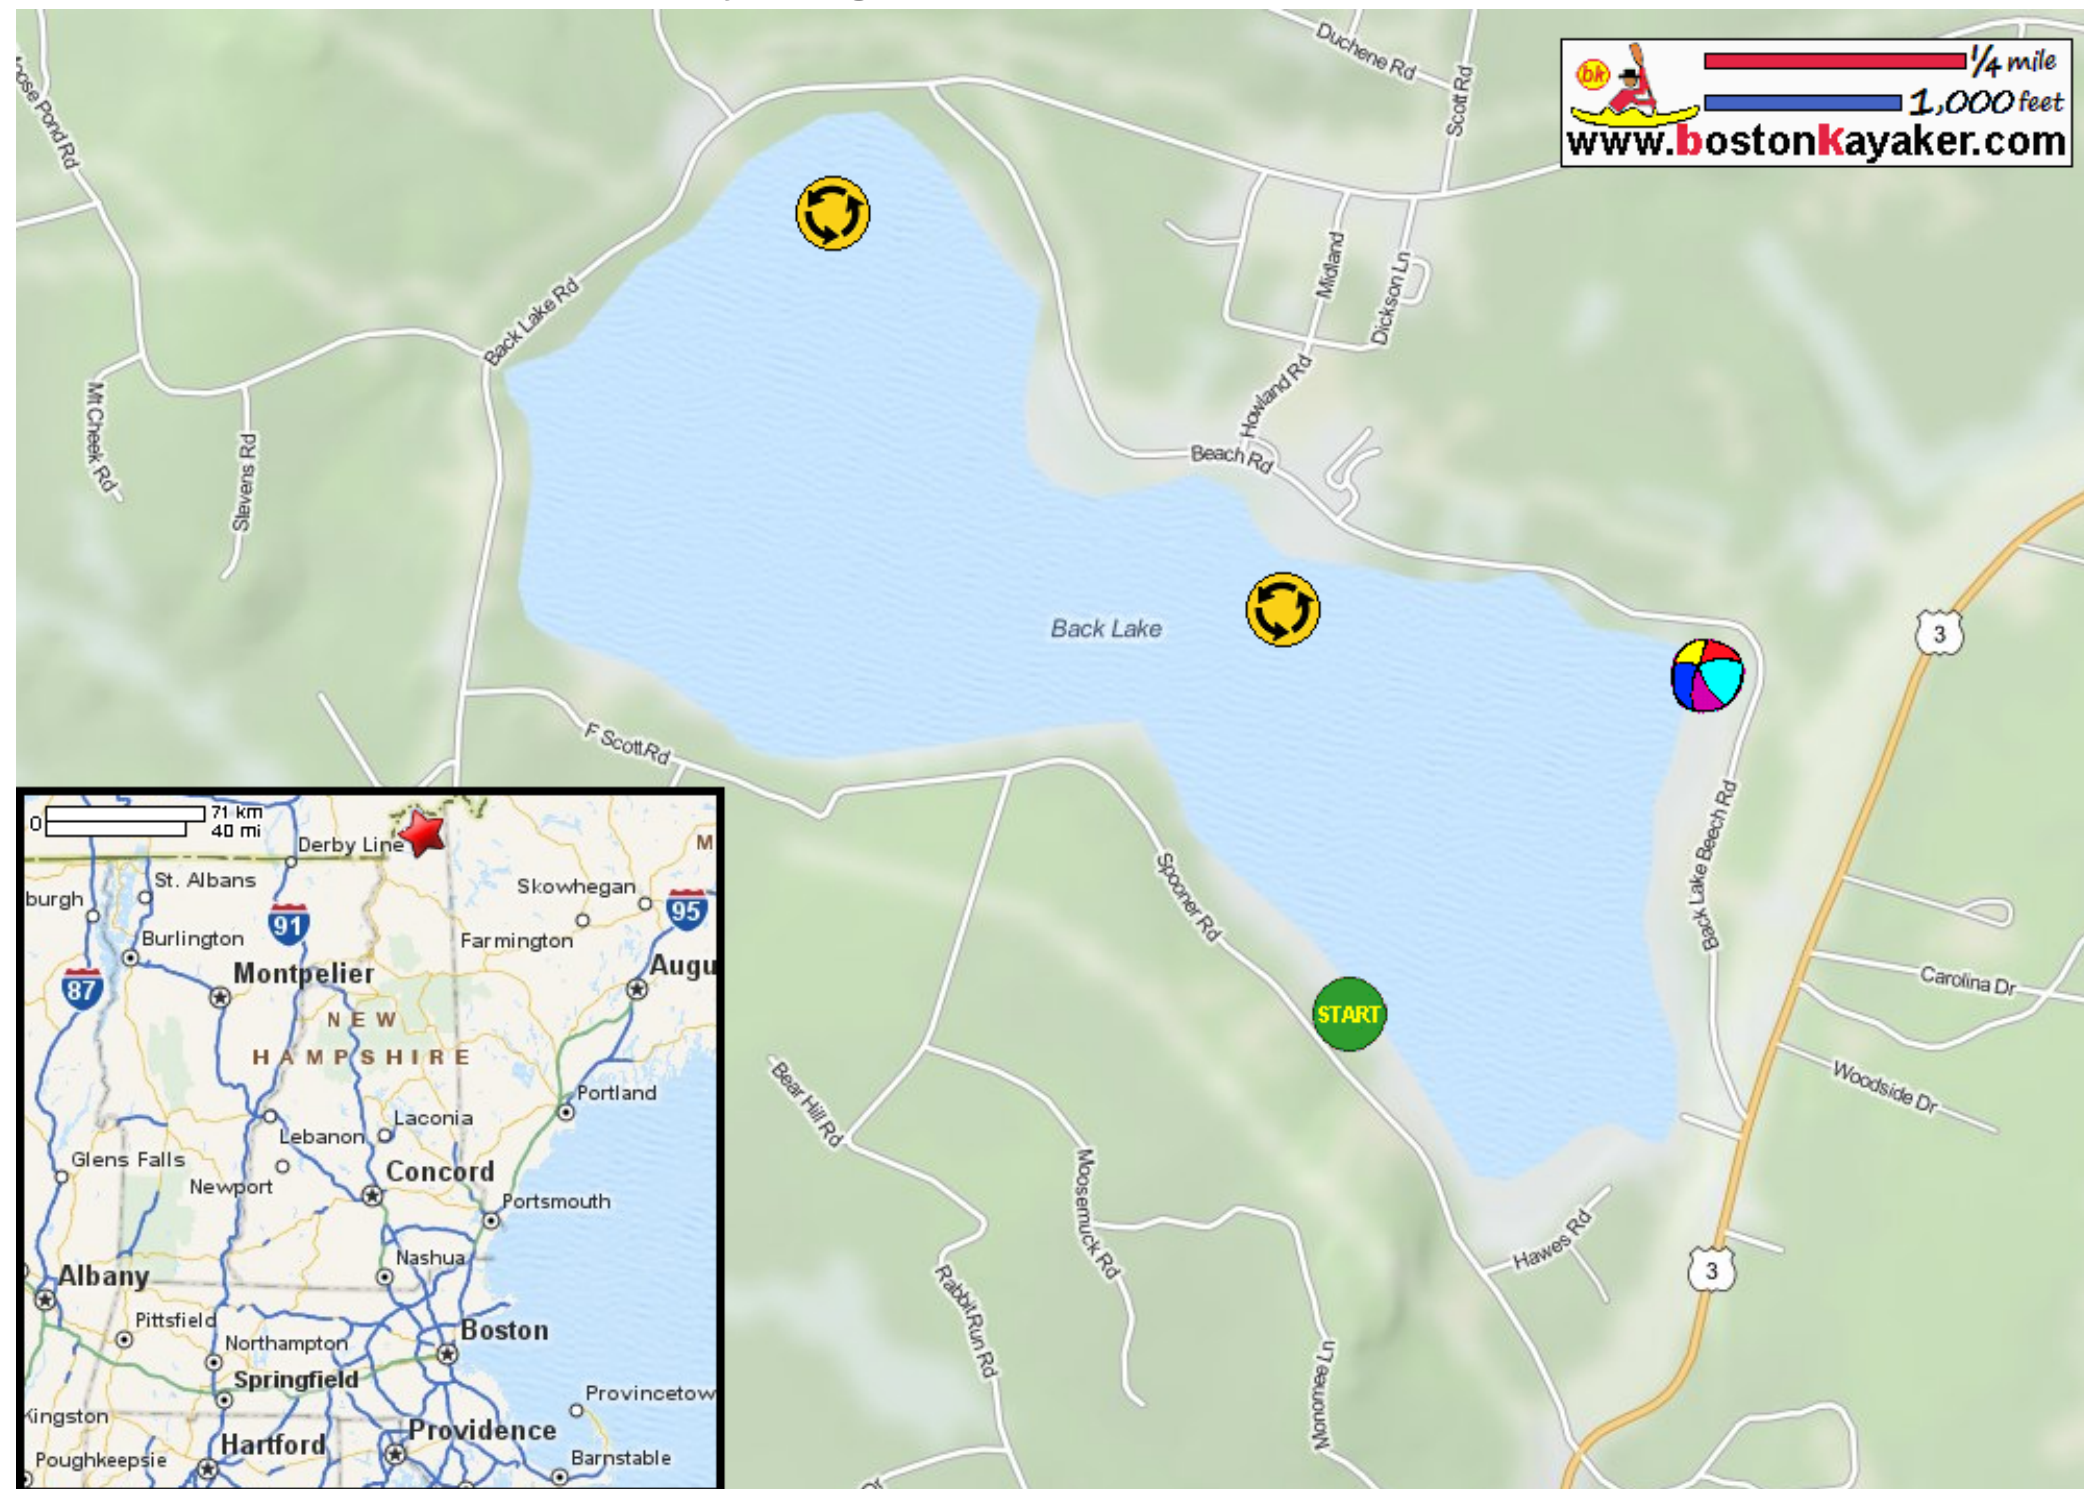 Duchene Rd
Scott Rd
bk
1/4 mile
1,000 feet
www.bostonkayaker.com
oose Pond Rd
Back Lake Rd
Midland
Dickson Ln
Mt Cheek Rd
Stevens Rd
Howland Rd
Beach Rd
Back Lake
3
F Scott Rd
Back Lake Beech Rd
Spooner Rd
START
Carolina Dr
Woodside Dr
Bear Hill Rd
Moosemuck Rd
Rabbit Run Rd
Hawes Rd
3
Monomee Ln
Dr
0
71 km
40 mi
Derby Line
M
St. Albans
Skowhegan
burgh
91
95
Burlington
Farmington
87
Montpelier
Augu
NEW
HAMPSHIRE
Portland
Laconia
Lebanon
Glens Falls
Newport
Concord
Portsmouth
Nashua
Albany
Pittsfield
Northampton
Boston
Springfield
Provincetow
Kingston
Hartford
Providence
Poughkeepsie
Barnstable